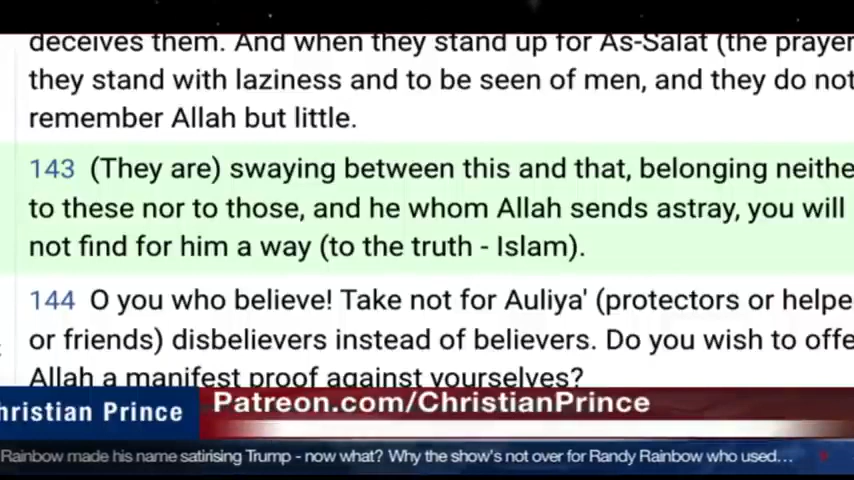 deceives them. And when they stand up for As-Salat (the prayer
they stand with laziness and to be seen of men, and they do not
remember Allah but little.
143 (They are) swaying between this and that, belonging neithe
to these nor to those, and he whom Allah sends astray, you will
not find for him a way (to the truth - Islam).
144 O you who believe! Take not for Auliya' (protectors or helpe
or friends) disbelievers instead of believers. Do you wish to offe
Allah a manifest proof against yourselves?
hristian Prince
Patreon.com/ChristianPrince
Rainbow made his name satirising Trump - now what? Why the show's not over for Randy Rainbow who used...